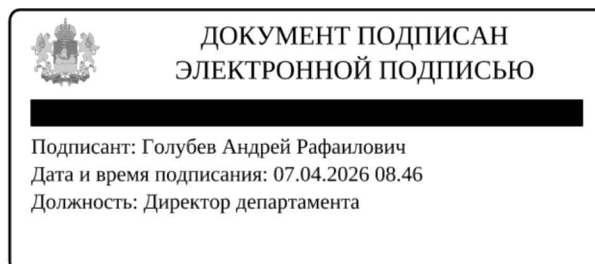 ДОКУМЕНТ ПОДПИСАН
ЭЛЕКТРОННОЙ ПОДПИСЬЮ
Подписант: Голубев Андрей Рафаилович
Дата и время подписания: 07.04.2026 08.46
Должность: Директор департамента